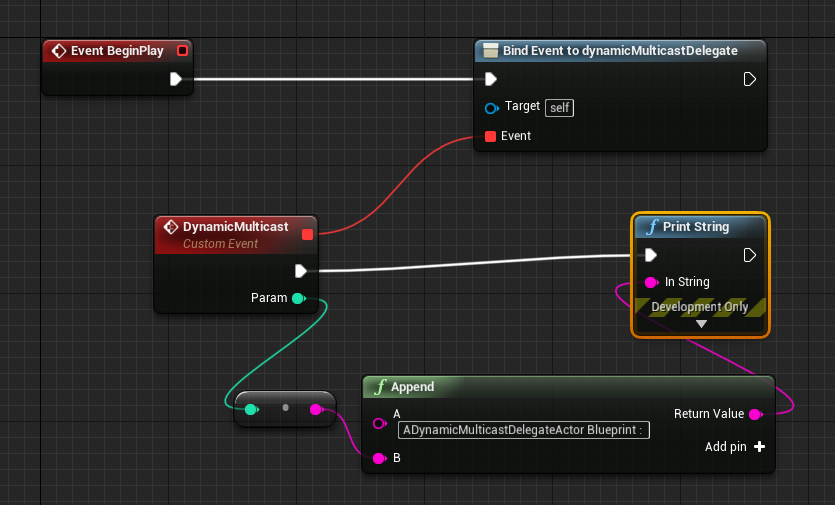 Event BeginPlay
Bind Event to dynamicMulticastDelegate
Target self
Event
DynamicMulticast
Custom Event
Param
Print String
In String
Development Only
f Append
A
ADynamicMulticastDelegateActor Blueprint :
B
Return Value
Add pin +